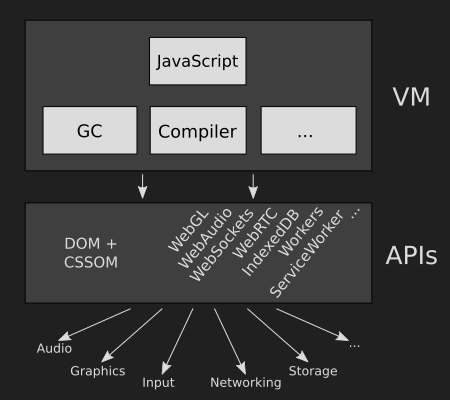 JavaScript
VM
GC
Compiler
...
DOM +
CSSOM
WebGL
WebAudio
WebSockets
WebRTC
IndexedDB
Workers
ServiceWorker
...
APIs
Audio
Graphics
Input
Networking
Storage
...